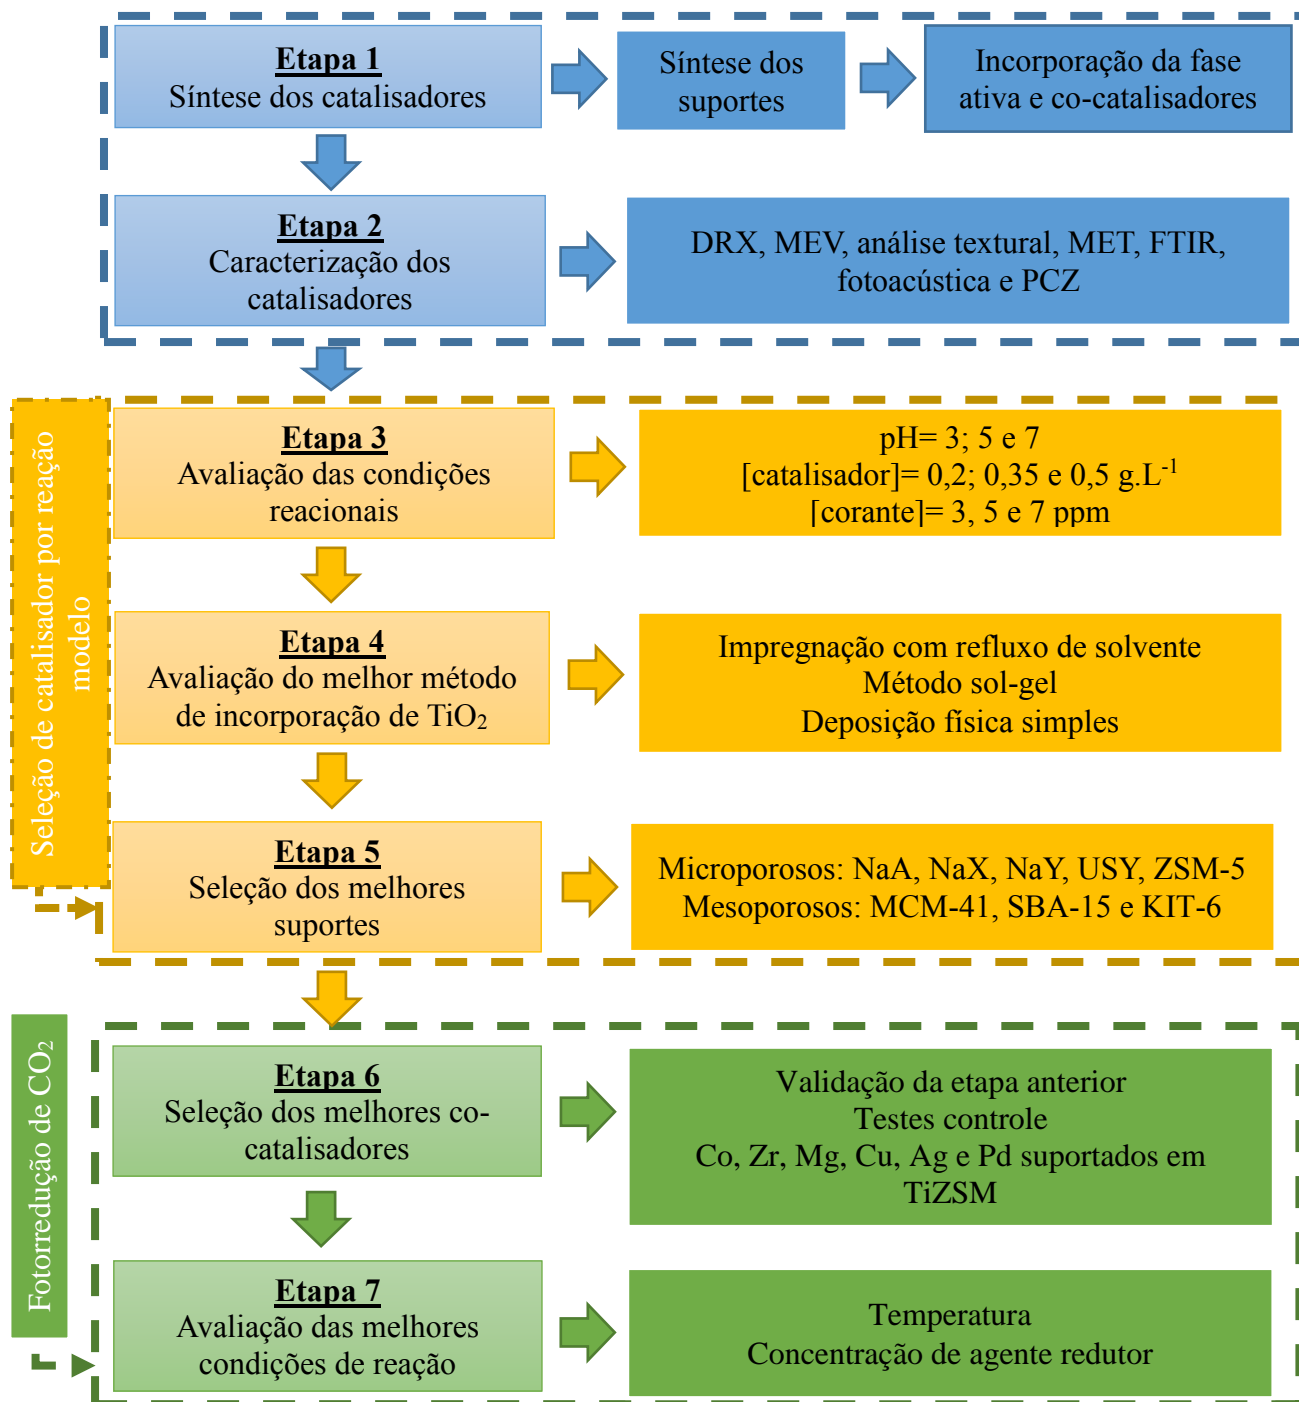 Etapa 1
Síntese dos catalisadores
Síntese dos
suportes
Incorporação da fase
ativa e co-catalisadores
Etapa 2
Caracterização dos
catalisadores
DRX, MEV, análise textural, MET, FTIR,
fotoacústica e PCZ
Seleção de catalisador por reação
modelo
Etapa 3
Avaliação das condições
reacionais
pH= 3; 5 e 7
[catalisador]= 0,2; 0,35 e 0,5 g.L⁻¹
[corante]= 3, 5 e 7 ppm
Etapa 4
Avaliação do melhor método
de incorporação de TiO₂
Impregnação com refluxo de solvente
Método sol-gel
Deposição física simples
Etapa 5
Seleção dos melhores
suportes
Microporosos: NaA, NaX, NaY, USY, ZSM-5
Mesoporosos: MCM-41, SBA-15 e KIT-6
Fotorredução de CO₂
Etapa 6
Seleção dos melhores co-
catalisadores
Validação da etapa anterior
Testes controle
Co, Zr, Mg, Cu, Ag e Pd suportados em
TiZSM
Etapa 7
Avaliação das melhores
condições de reação
Temperatura
Concentração de agente redutor